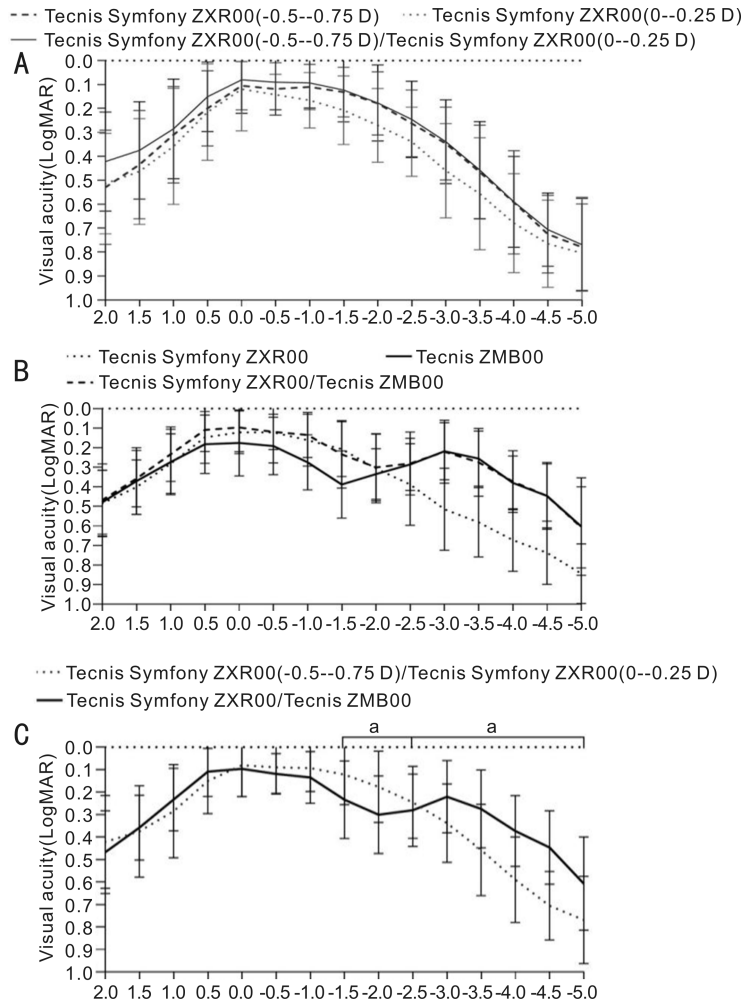 Tecnis Symfony ZXR00(-0.5--0.75 D) Tecnis Symfony ZXR00(0--0.25 D)
Tecnis Symfony ZXR00(-0.5--0.75 D)/Tecnis Symfony ZXR00(0--0.25 D)
A
Visual acuity(LogMAR)
0.0
0.1
0.2
0.3
0.4
0.5
0.6
0.7
0.8
0.9
1.0
2.0 1.5 1.0 0.5 0.0 -0.5 -1.0 -1.5 -2.0 -2.5 -3.0 -3.5 -4.0 -4.5 -5.0
Tecnis Symfony ZXR00 Tecnis ZMB00
Tecnis Symfony ZXR00/Tecnis ZMB00
B
Visual acuity(LogMAR)
0.0
0.1
0.2
0.3
0.4
0.5
0.6
0.7
0.8
0.9
1.0
2.0 1.5 1.0 0.5 0.0 -0.5 -1.0 -1.5 -2.0 -2.5 -3.0 -3.5 -4.0 -4.5 -5.0
Tecnis Symfony ZXR00(-0.5--0.75 D)/Tecnis Symfony ZXR00(0--0.25 D)
Tecnis Symfony ZXR00/Tecnis ZMB00
C
a a
Visual acuity(LogMAR)
0.0
0.1
0.2
0.3
0.4
0.5
0.6
0.7
0.8
0.9
1.0
2.0 1.5 1.0 0.5 0.0 -0.5 -1.0 -1.5 -2.0 -2.5 -3.0 -3.5 -4.0 -4.5 -5.0